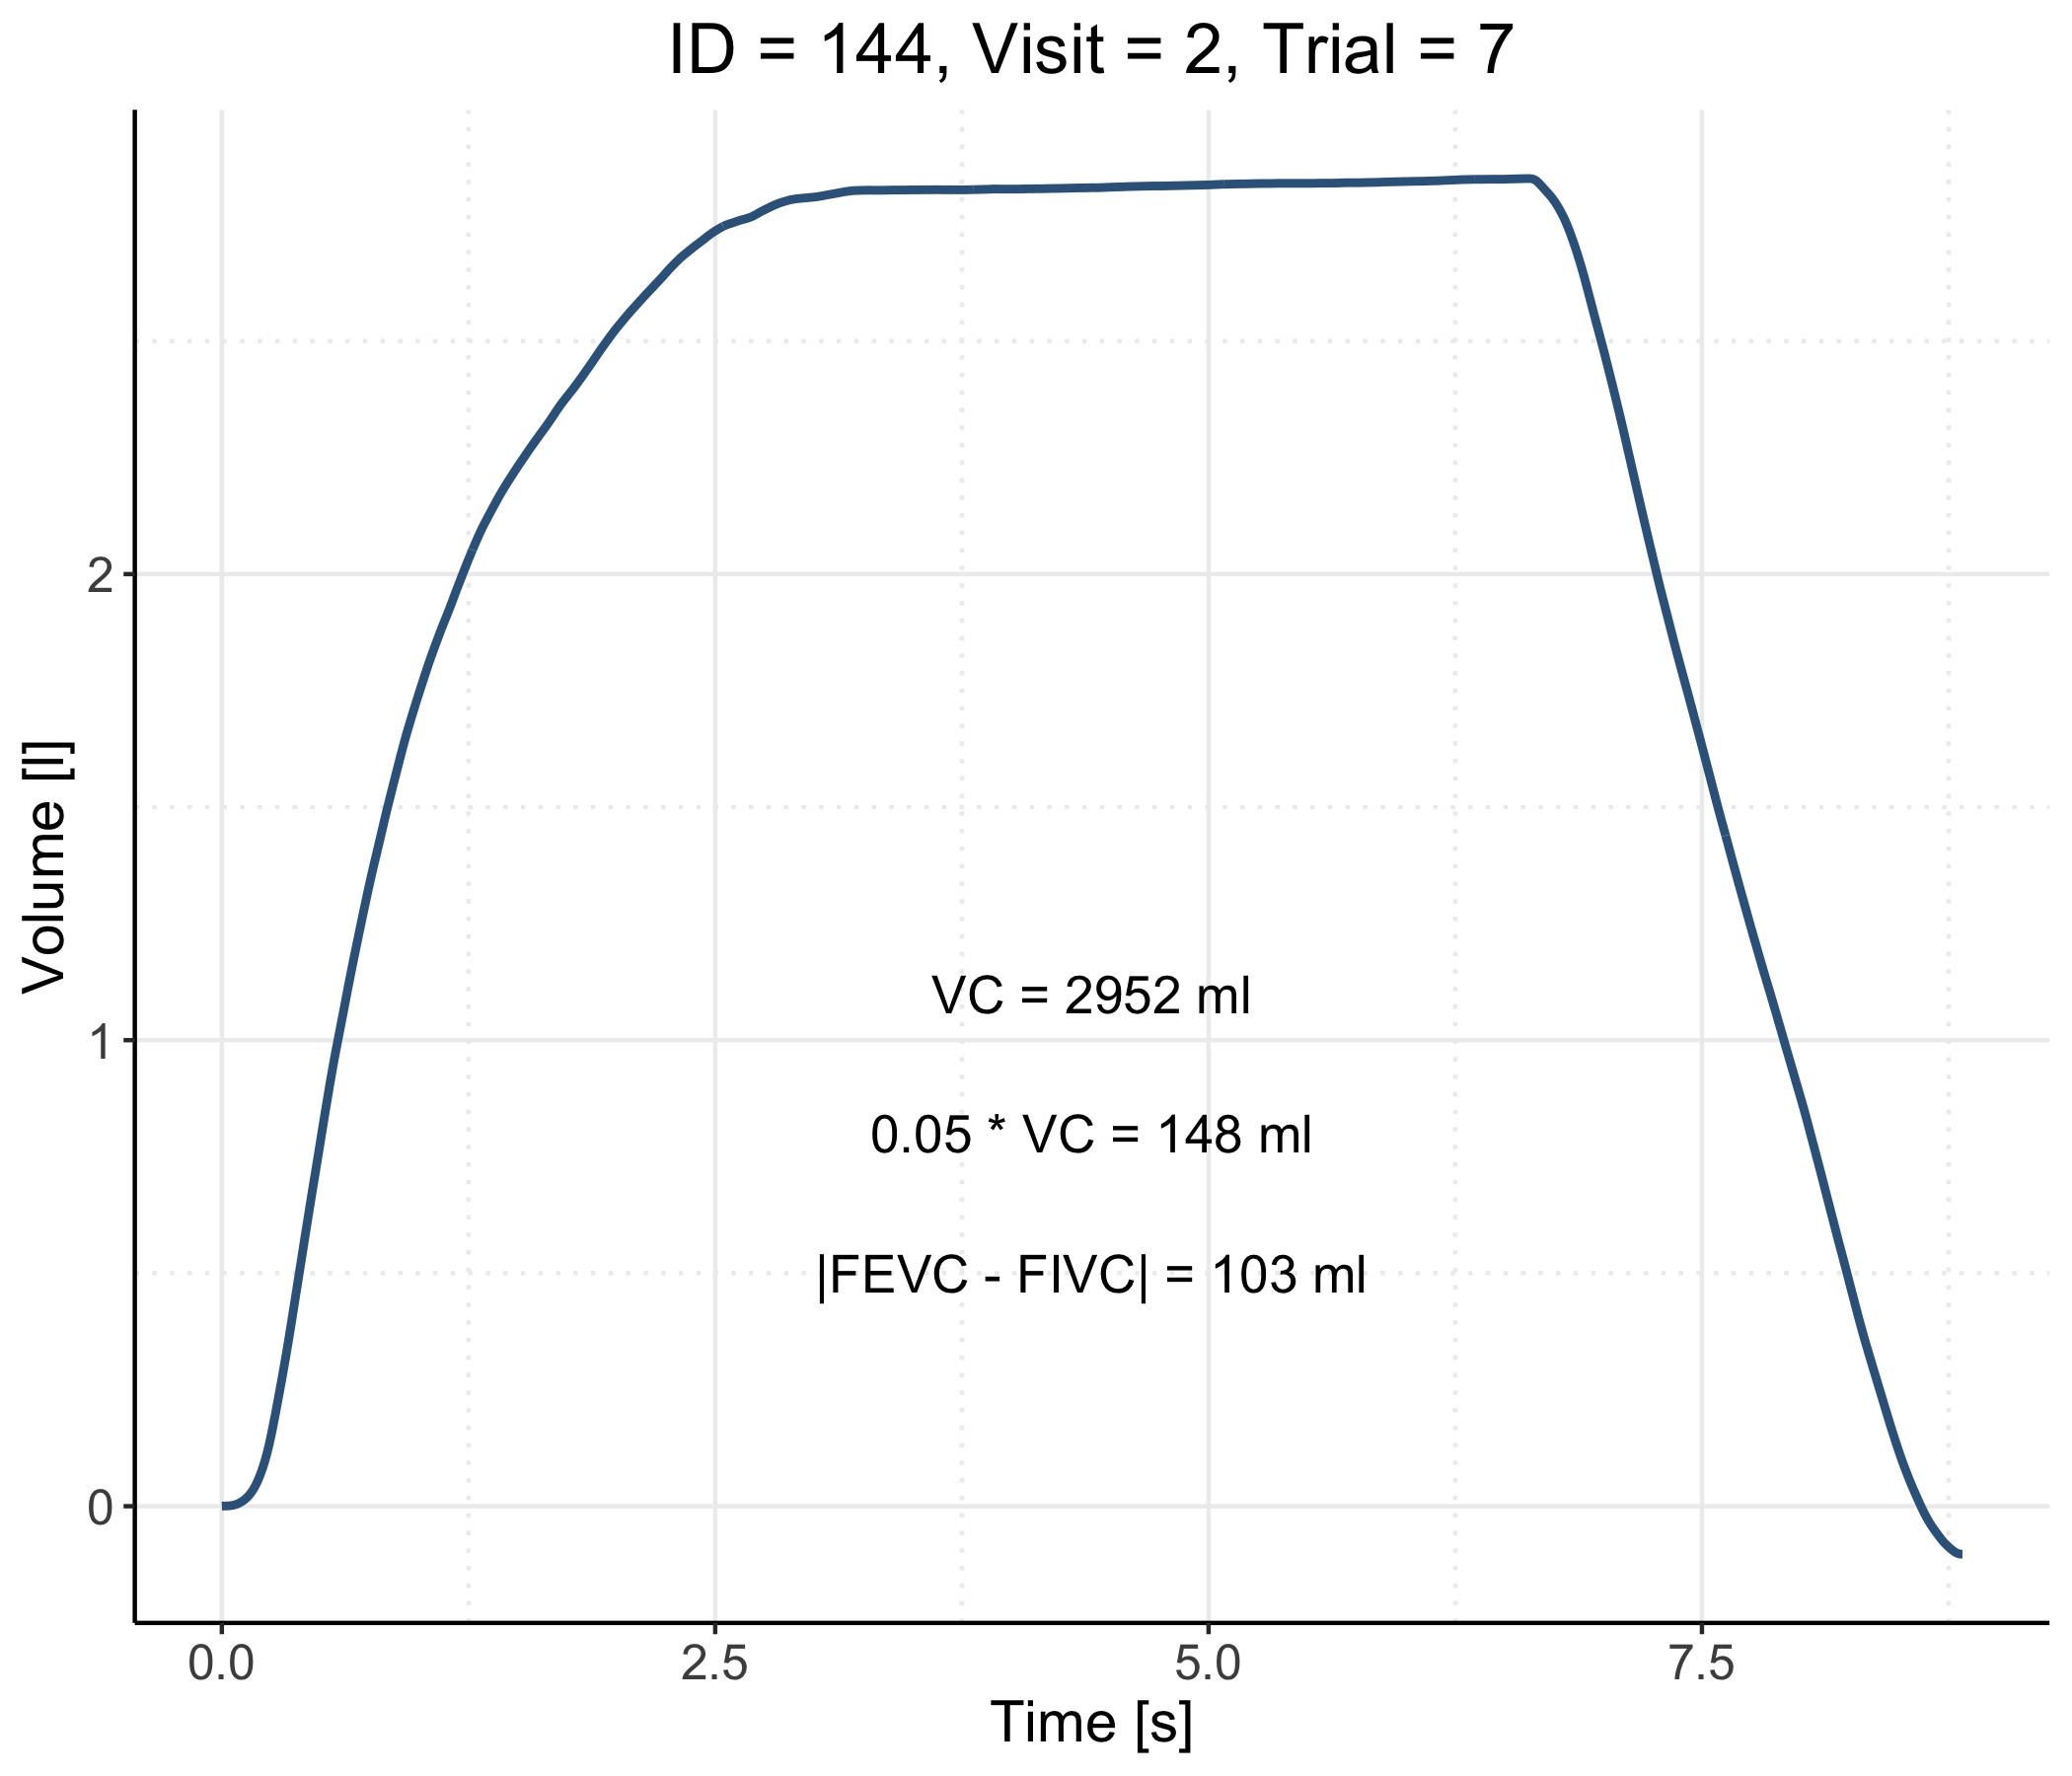 ID = 144, Visit = 2, Trial = 7
Volume [l]
2
1
0
VC = 2952 ml
0.05 * VC = 148 ml
|FEVC - FIVC| = 103 ml
0.0 2.5 5.0 7.5
Time [s]